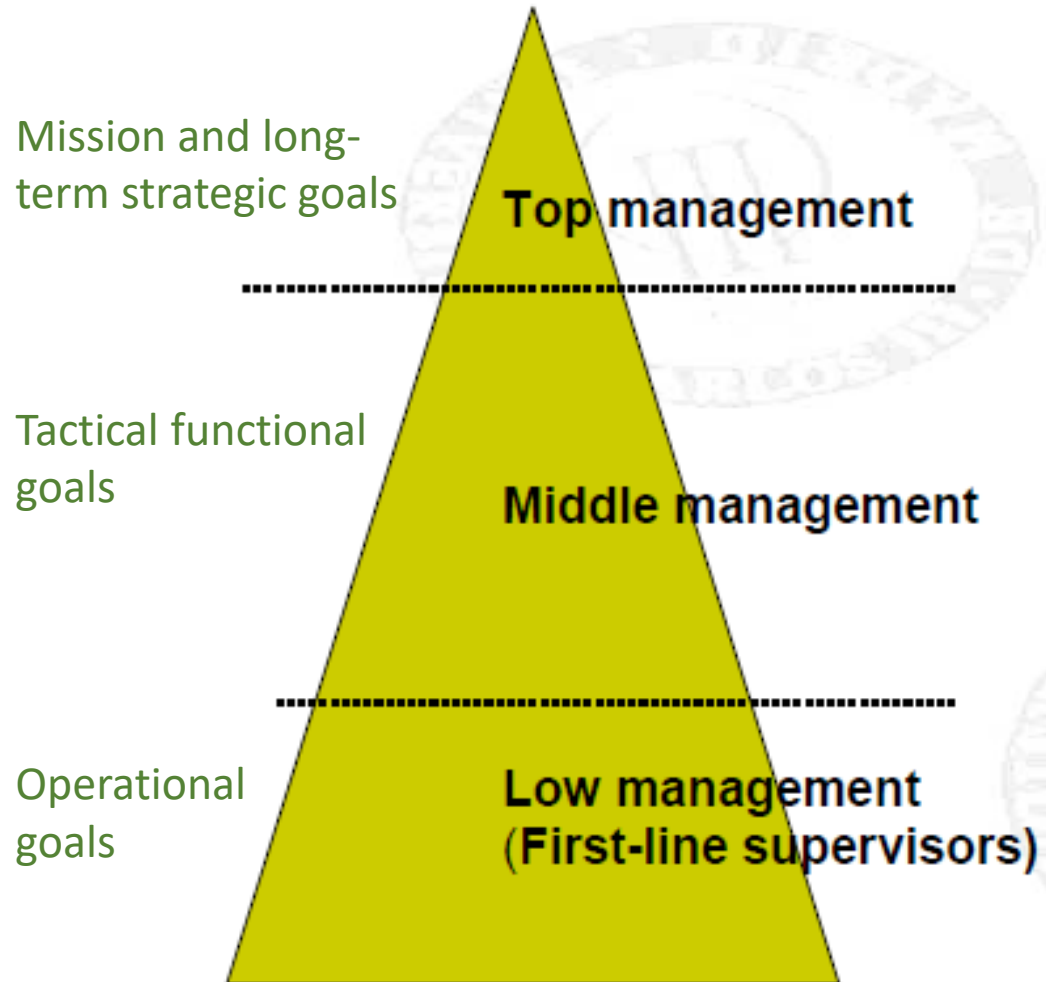 Mission and long-
term strategic goals
Top management
Tactical functional
goals
Middle management
Operational
goals
Low management
(First-line supervisors)